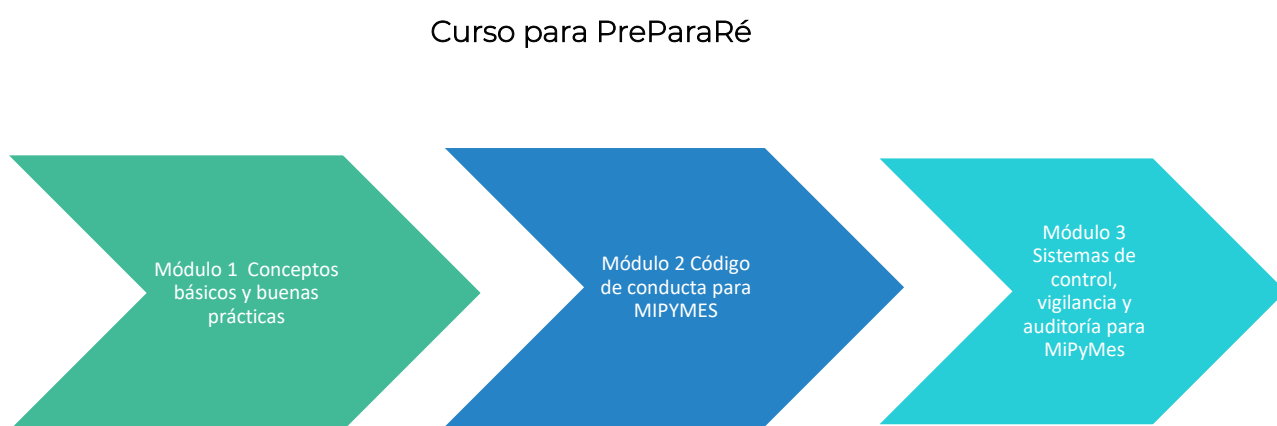 Curso para PreParaRé
Módulo 1 Conceptos
básicos y buenas
prácticas
Módulo 2 Código
de conducta para
MIPYMES
Módulo 3
Sistemas de
control,
vigilancia y
auditoría para
MiPyMes